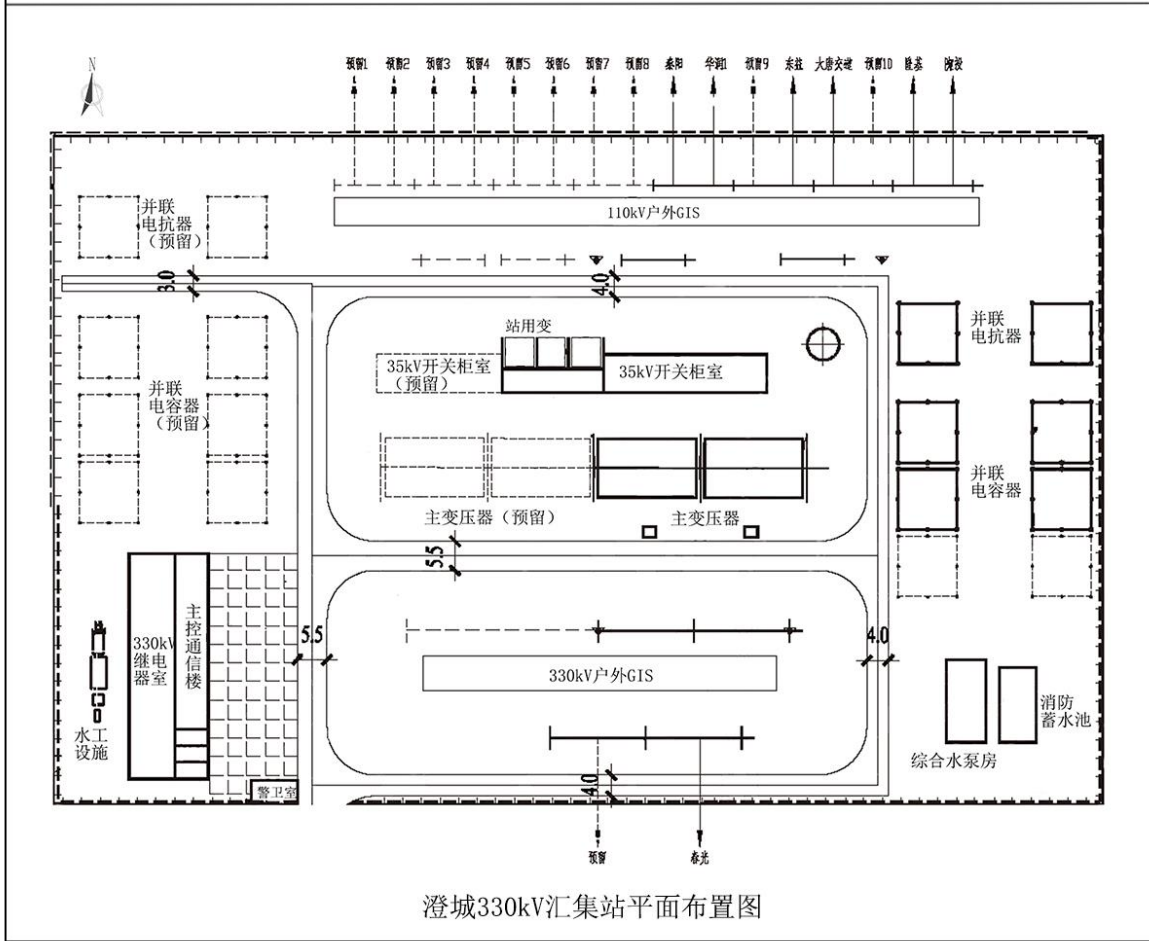 N
预留1 预留2 预留3 预留4 预留5 预留6 预留7 预留8 秦阳 华润1 预留9 东益 大唐交建 预留10 隆基
110kV户外GIS
并联
电抗器
(预留)
3.0
4.0
站用变
35kV开关柜室
(预留)
35kV开关柜室
并联
电抗器
并联
电容器
(预留)
并联
电容器
主变压器(预留)
主变压器
5.5
330kV
继电
器室
主控通信楼
5.5
4.0
330kV户外GIS
水工
设施
消防
蓄水池
综合水泵房
警卫室
4.0
预留
春光
澄城330kV汇集站平面布置图